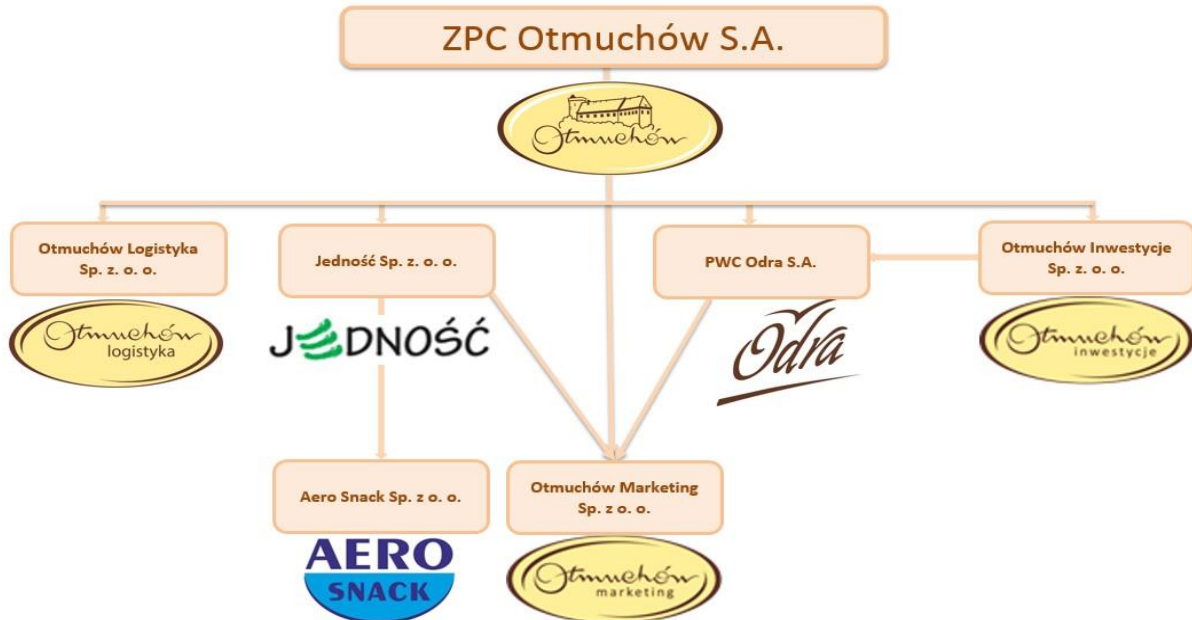 ZPC Otmuchów S.A.
Otmuchów
Otmuchów Logistyka
Sp. z. o. o.
Jedność Sp. z. o. o.
PWC Odra S.A.
Otmuchów Inwestycje
Sp. z. o. o.
Otmuchów
logistyka
JEDNOŚĆ
Odra
Otmuchów
inwestycje
Aero Snack Sp. z o. o.
Otmuchów Marketing
Sp. z o. o.
AERO
SNACK
Otmuchów
marketing